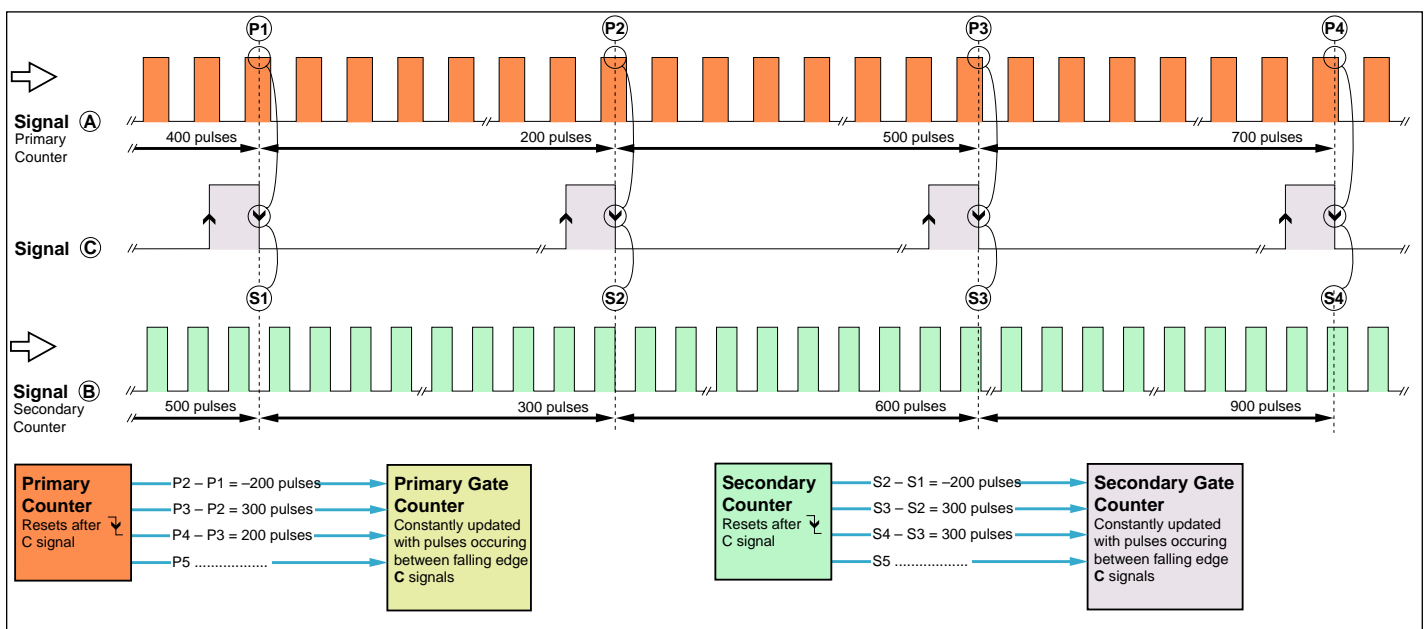 P1 P2 P3 P4
Signal A
Primary
Counter
400 pulses 200 pulses 500 pulses 700 pulses
Signal C
S1 S2 S3 S4
Signal B
Secondary
Counter
500 pulses 300 pulses 600 pulses 900 pulses
Primary
Counter
Resets after
C signal
P2 – P1 = –200 pulses
P3 – P2 = 300 pulses
P4 – P3 = 200 pulses
P5 ..................
Primary Gate
Counter
Constantly updated
with pulses occuring
between falling edge
C signals
Secondary
Counter
Resets after
C signal
S2 – S1 = –200 pulses
S3 – S2 = 300 pulses
S4 – S3 = 300 pulses
S5 ..................
Secondary Gate
Counter
Constantly updated
with pulses occuring
between falling edge
C signals